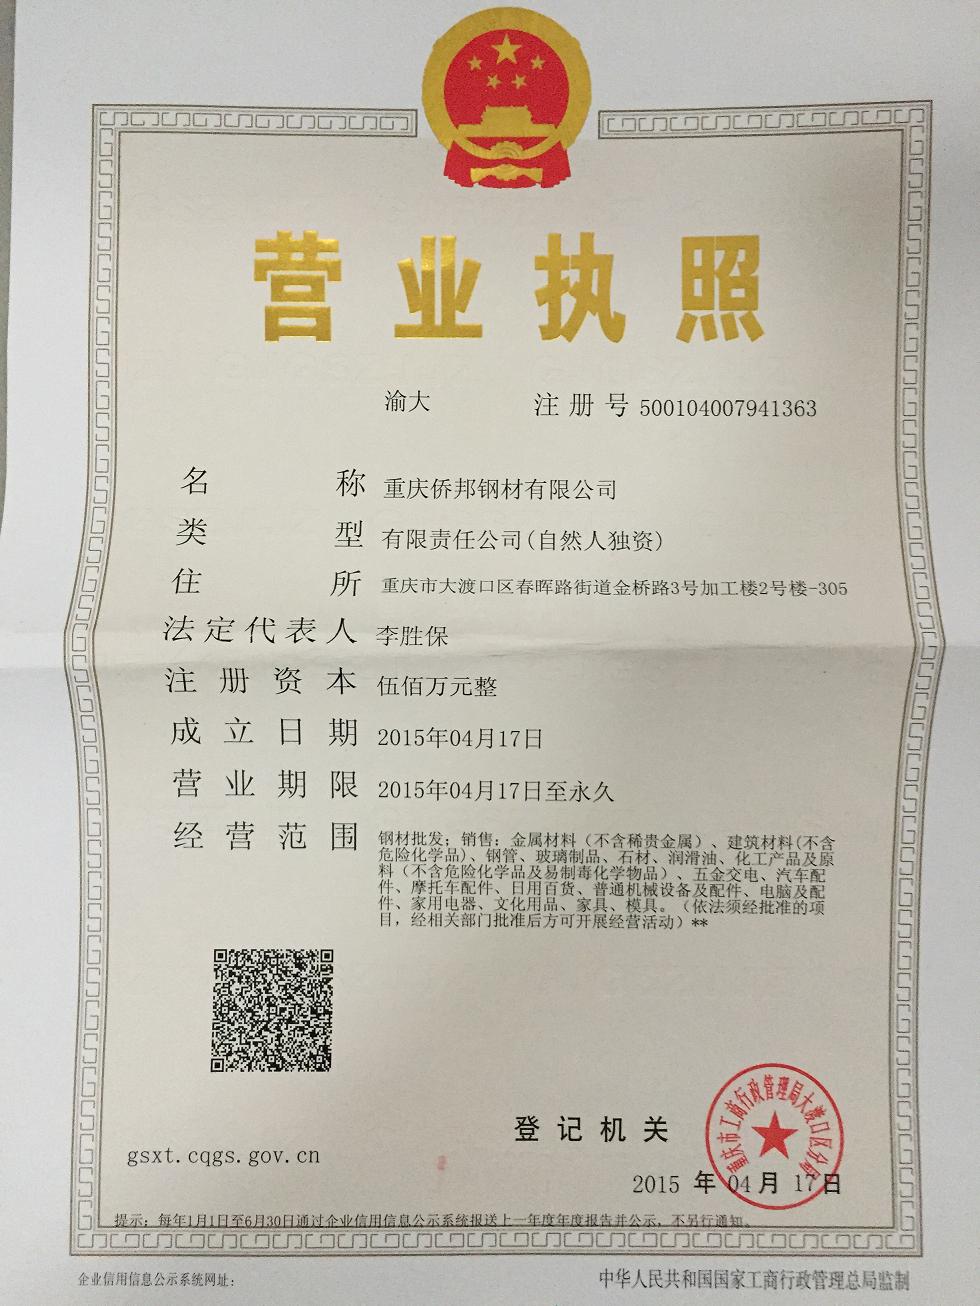 营业执照
渝大 注册号 500104007941363
名称 重庆侨邦钢材有限公司
类型 有限责任公司(自然人独资)
住所 重庆市大渡口区春晖路街道金桥路3号加工楼2号楼-305
法定代表人 李胜保
注册资本 伍佰万元整
成立日期 2015年04月17日
营业期限 2015年04月17日至永久
经营范围 钢材批发；销售：金属材料（不含稀贵金属）、建筑材料(不含
危险化学品)、钢管、玻璃制品、石材、润滑油、化工产品及原
料（不含危险化学品及易制毒化学物品）、五金交电、汽车配
件、摩托车配件、日用百货、普通机械设备及配件、电脑及配
件、家用电器、文化用品、家具、模具。（依法须经批准的项
目，经相关部门批准后方可开展经营活动）**
重庆市工商行政管理局大渡口区分局
登记机关
gsxt.cqgs.gov.cn
2015 年 04 月 17 日
提示：每年1月1日至6月30日通过企业信用信息公示系统报送上一年度年度报告并公示，不另行通知。
企业信用信息公示系统网址：
中华人民共和国国家工商行政管理总局监制